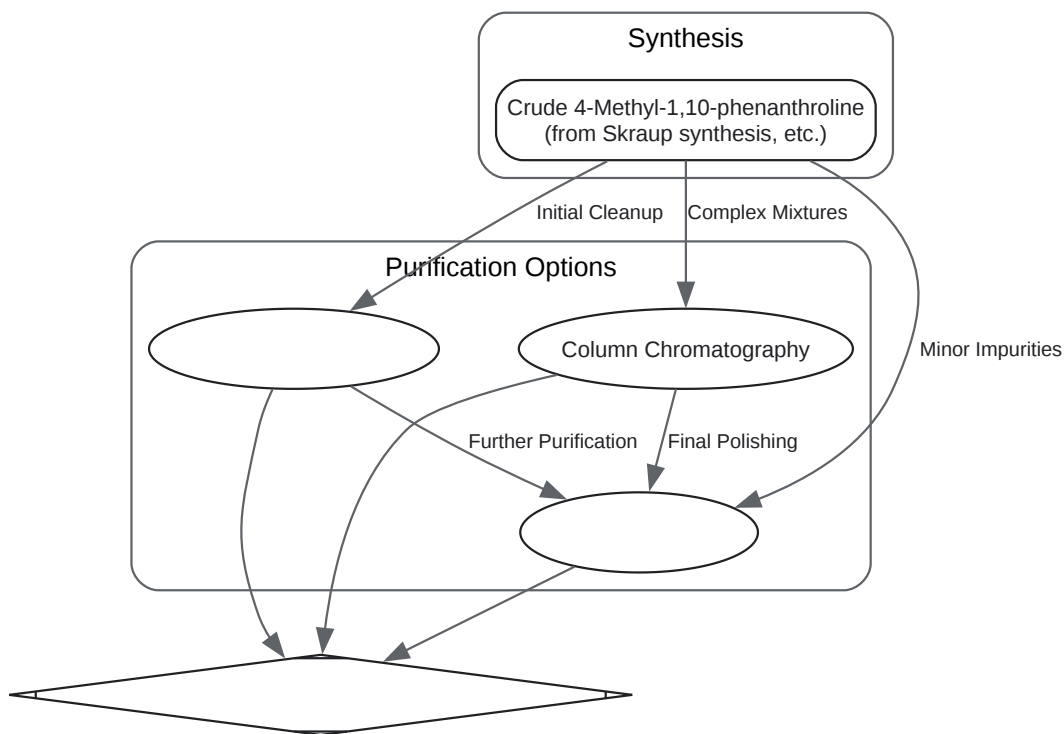 Synthesis
Crude 4-Methyl-1,10-phenanthroline
(from Skraup synthesis, etc.)
Initial Cleanup
Complex Mixtures
Purification Options
Column Chromatography
Minor Impurities
Further Purification
Final Polishing